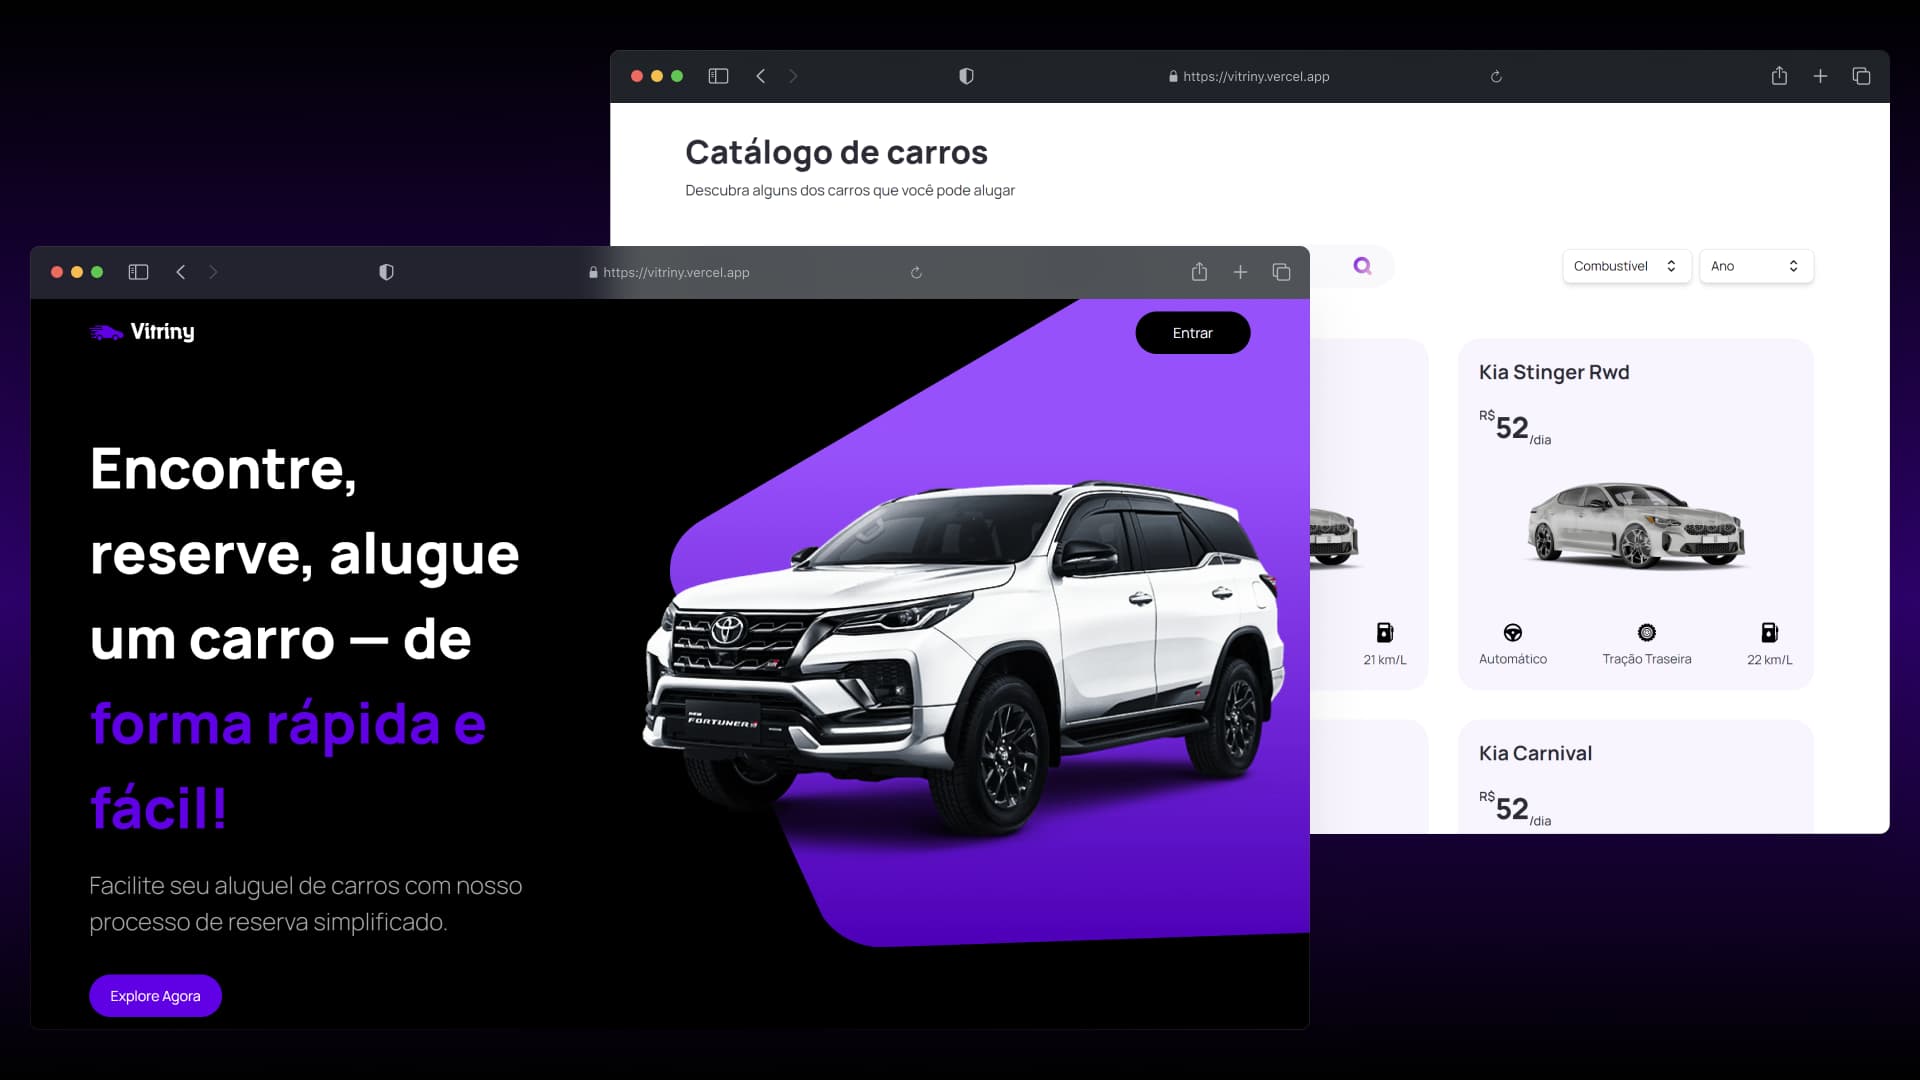 https://vitriny.vercel.app
Catálogo de carros
Descubra alguns dos carros que você pode alugar
Combustível
Ano
Kia Stinger Rwd
R$52/dia
21 km/L
Automático
Tração Traseira
22 km/L
Kia Carnival
R$52/dia
https://vitriny.vercel.app
Vitriny
Entrar
Encontre,
reserve, alugue
um carro — de
forma rápida e
fácil!
Facilite seu aluguel de carros com nosso
processo de reserva simplificado.
Explore Agora
NEW
FORTUNER